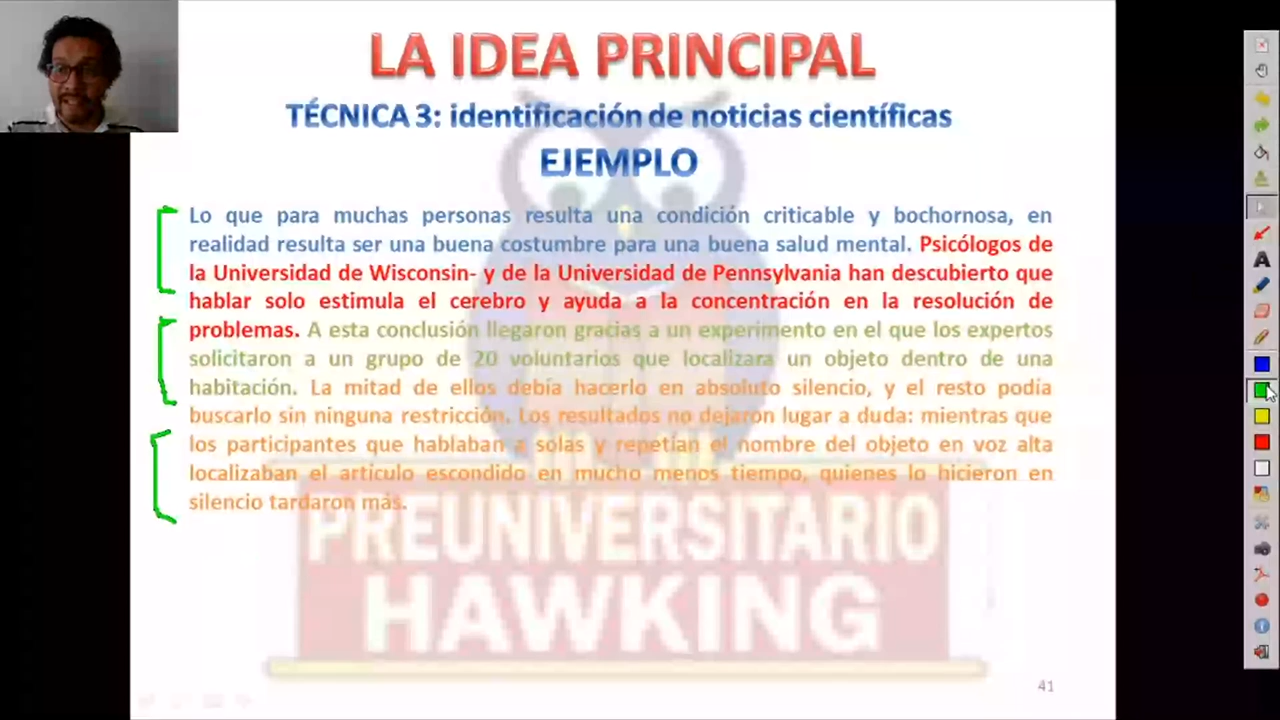 LA IDEA PRINCIPAL
TÉCNICA 3: identificación de noticias científicas
EJEMPLO
Lo que para muchas personas resulta una condición criticable y bochornosa, en
realidad resulta ser una buena costumbre para una buena salud mental. Psicólogos de
la Universidad de Wisconsin- y de la Universidad de Pennsylvania han descubierto que
hablar solo estimula el cerebro y ayuda a la concentración en la resolución de
problemas. A esta conclusión llegaron gracias a un experimento en el que los expertos
solicitaron a un grupo de 20 voluntarios que localizara un objeto dentro de una
habitación. La mitad de ellos debía hacerlo en absoluto silencio, y el resto podía
buscarlo sin ninguna restricción. Los resultados no dejaron lugar a duda: mientras que
los participantes que hablaban a solas y repetían el nombre del objeto en voz alta
localizaban el artículo escondido en mucho menos tiempo, quienes lo hicieron en
silencio tardaron más.
PREUNIVERSITARIO
HAWKING
41